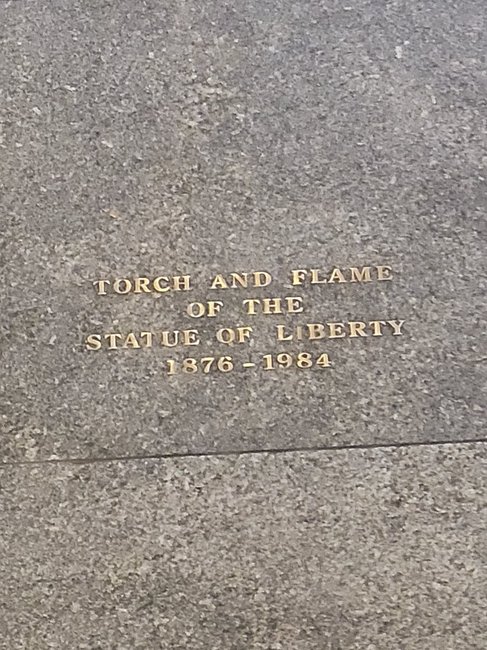 TORCH AND FLAME
OF THE
STATUE OF LIBERTY
1876-1984